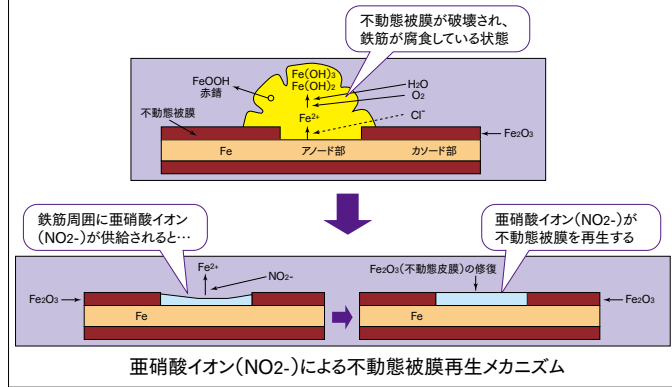 不動態被膜が破壊され、
鉄筋が腐食している状態
Fe(OH)₃
Fe(OH)₂
FeOOH
赤錆
H₂O
O₂
Fe²⁺
Cl⁻
不動態被膜
Fe₂O₃
Fe
アノード部
カソード部
鉄筋周囲に亜硝酸イオン
(NO2-)が供給されると…
亜硝酸イオン(NO2-)が
不動態被膜を再生する
Fe²⁺
NO₂-
Fe₂O₃(不動態皮膜)の修復
Fe₂O₃
Fe₂O₃
Fe
Fe
亜硝酸イオン(NO2-)による不動態被膜再生メカニズム